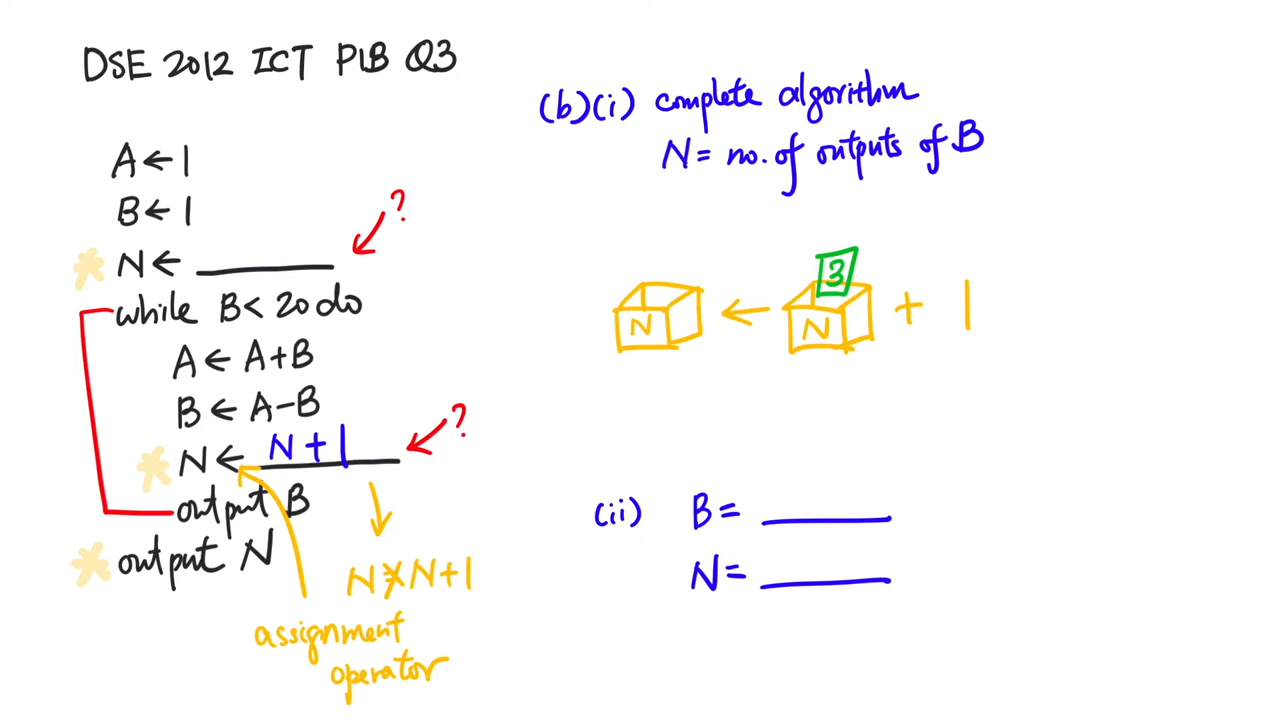 DSE 2012 ICT P1B Q3
A ← 1
B ← 1
N ← ______ ?
while B < 20 do
A ← A + B
B ← A - B
N ← N + 1 ?
output B
output N
N ≠ N + 1
assignment
operator
(b)(i) complete algorithm
N = no. of outputs of B
3
N ← N + 1
(ii) B = ______
N = ______